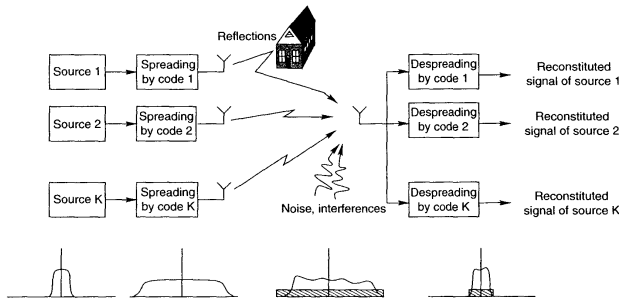 Reflections
Source 1
Spreading
by code 1
Despreading
by code 1
Reconstituted
signal of source 1
Source 2
Spreading
by code 2
Despreading
by code 2
Reconstituted
signal of source 2
Source K
Spreading
by code K
Noise, interferences
Despreading
by code K
Reconstituted
signal of source K